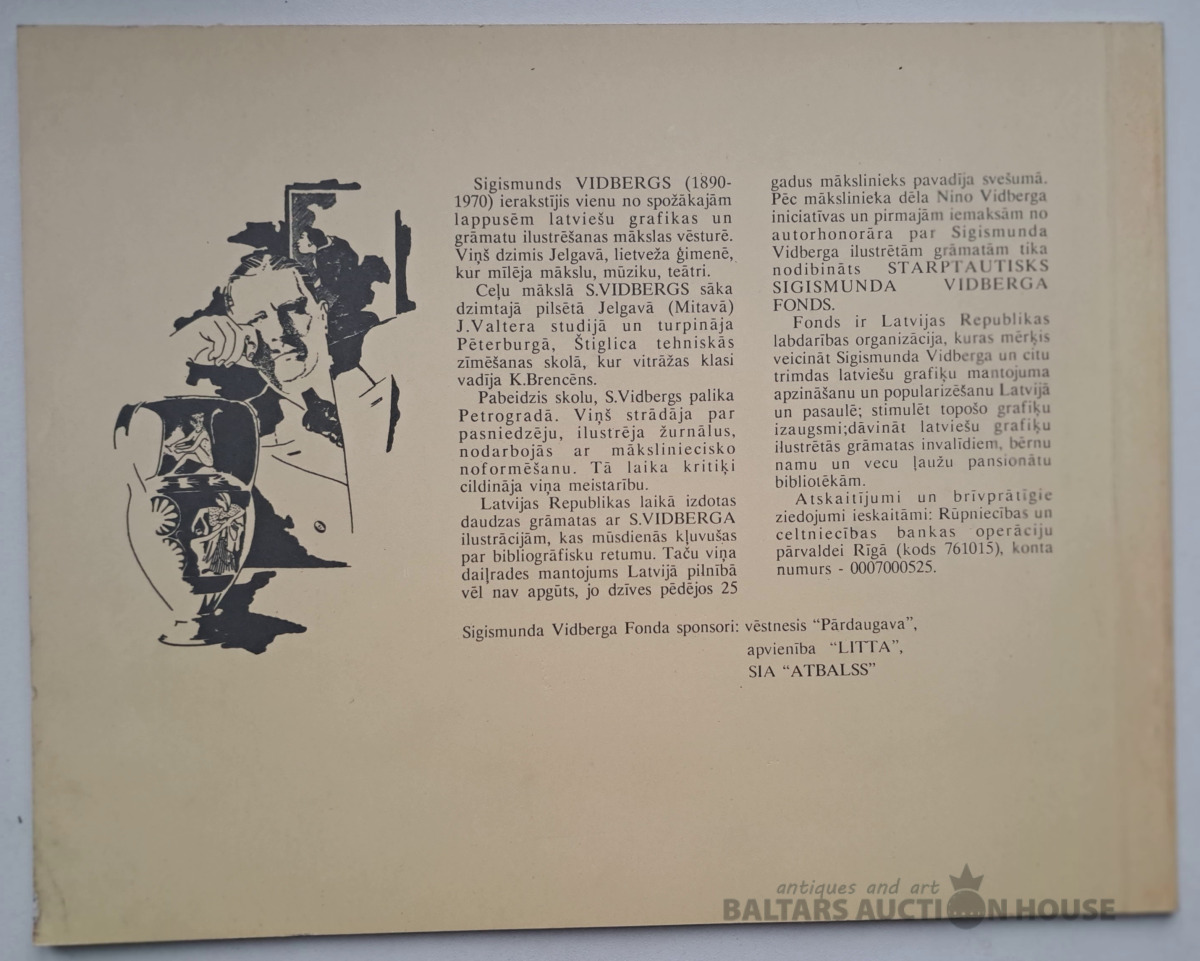 Sigismunds VIDBERGS (1890-
1970) ierakstījis vienu no spožākajām
lappusēm latviešu grafikas un
grāmatu ilustrēšanas mākslas vēsturē.
Viņš dzimis Jelgavā, lietveža ģimenē,
kur mīlēja mākslu, mūziku, teātri.
Ceļu mākslā S.VIDBERGS sāka
dzimtajā pilsētā Jelgavā (Mitavā)
J.Valtera studijā un turpināja
Pēterburgā, Štiglica tehniskās
zīmēšanas skolā, kur vitrāžas klasi
vadīja K.Brencēns.
Pabeidzis skolu, S.Vidbergs palika
Petrogradā. Viņš strādāja par
pasniedzēju, ilustrēja žurnālus,
nodarbojās ar māksliniecisko
noformēšanu. Tā laika kritiķi
cildināja viņa meistarību.
Latvijas Republikas laikā izdotas
daudzas grāmatas ar S.VIDBERGA
ilustrācijām, kas mūsdienās kļuvušas
par bibliogrāfisku retumu. Taču viņa
daiļrades mantojums Latvijā pilnībā
vēl nav apgūts, jo dzīves pēdējos 25
gadus mākslinieks pavadīja svešumā.
Pēc mākslinieka dēla Nino Vidberga
iniciatīvas un pirmajām iemaksām no
autorhonorāra par Sigismunda
Vidberga ilustrētām grāmatām tika
nodibināts STARPTAUTISKS
SIGISMUNDA VIDBERGA
FONDS.
Fonds ir Latvijas Republikas
labdarības organizācija, kuras mērķis
veicināt Sigismunda Vidberga un citu
trimdas latviešu grafiķu mantojuma
apzināšanu un popularizēšanu Latvijā
un pasaulē; stimulēt topošo grafiķu
izaugsmi;dāvināt latviešu grafiķu
ilustrētās grāmatas invalīdiem, bērnu
namu un vecu ļaužu pansionātu
bibliotēkām.
Atskaitījumi un brīvprātīgie
ziedojumi ieskaitāmi: Rūpniecības un
celtniecības bankas operāciju
pārvaldei Rīgā (kods 761015), konta
numurs - 0007000525.
Sigismunda Vidberga Fonda sponsori: vēstnesis “Pārdaugava”,
apvienība “LITTA”,
SIA “ATBALSS”
antiques and art
BALTARS AUCTION HOUSE